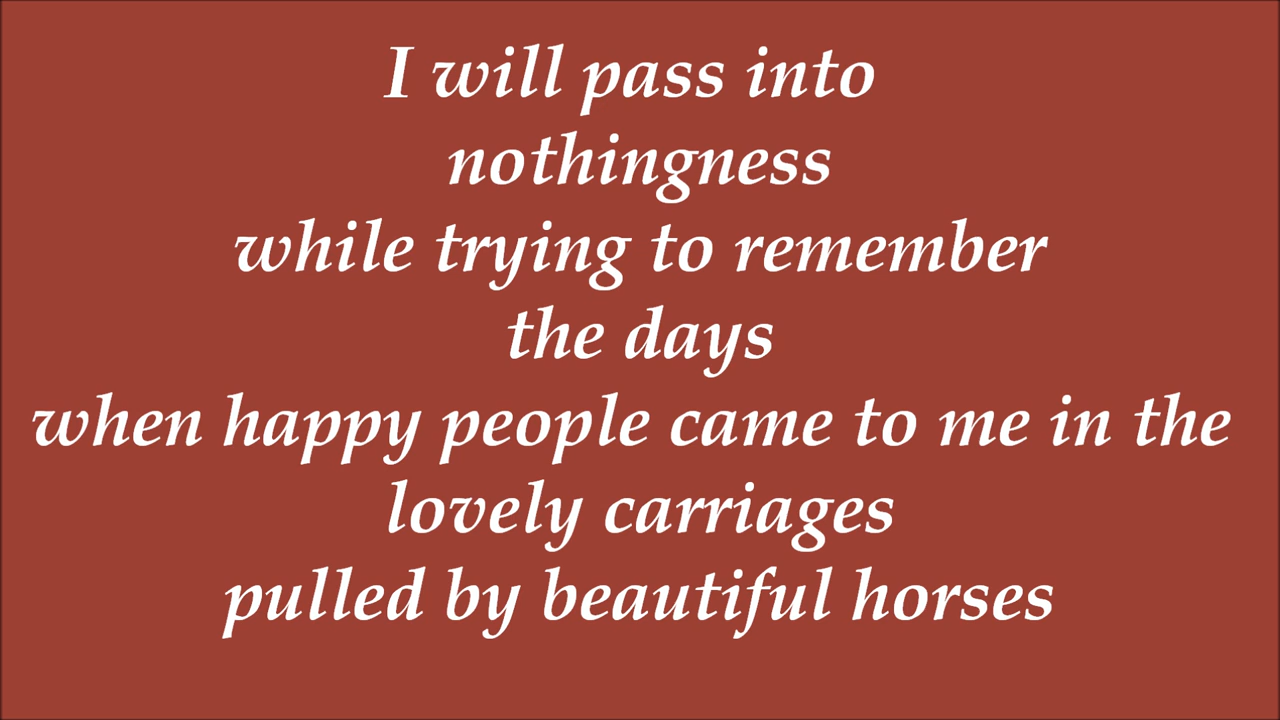 I will pass into
nothingness
while trying to remember
the days
when happy people came to me in the
lovely carriages
pulled by beautiful horses